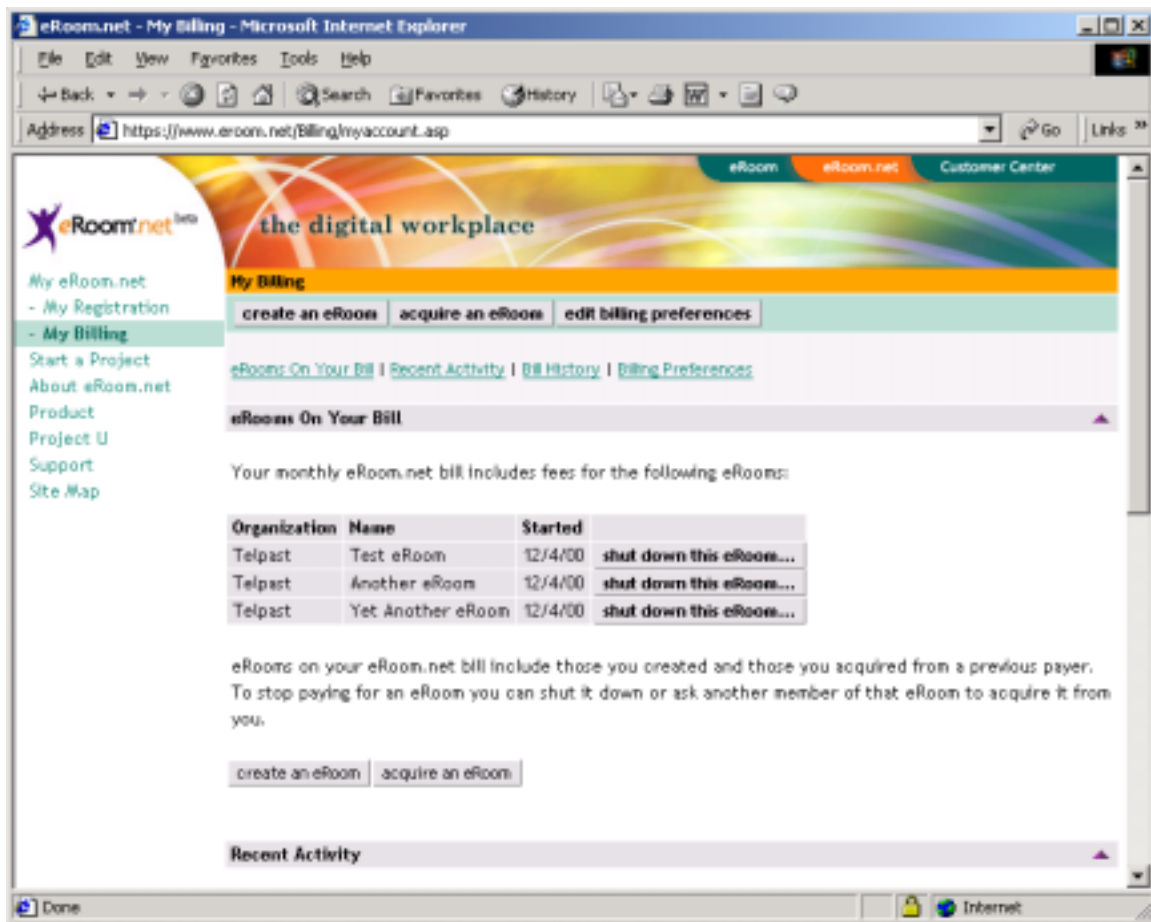 eRoom.net - My Billing - Microsoft Internet Explorer
File Edit View Favorites Tools Help
Back Search Favorites History
Address https://www.eroom.net/Billing/myaccount.asp Go Links »
eRoom eRoom.net Customer Center
eRoom.net beta
the digital workplace
My eRoom.net
- My Registration
- My Billing
Start a Project
About eRoom.net
Product
Project U
Support
Site Map
My Billing
create an eRoom acquire an eRoom edit billing preferences
eRooms On Your Bill | Recent Activity | Bill History | Billing Preferences
eRooms On Your Bill
Your monthly eRoom.net bill includes fees for the following eRooms:
Organization Name Started
Telpast Test eRoom 12/4/00 shut down this eRoom...
Telpast Another eRoom 12/4/00 shut down this eRoom...
Telpast Yet Another eRoom 12/4/00 shut down this eRoom...
eRooms on your eRoom.net bill include those you created and those you acquired from a previous payer.
To stop paying for an eRoom you can shut it down or ask another member of that eRoom to acquire it from
you.
create an eRoom acquire an eRoom
Recent Activity
Done Internet